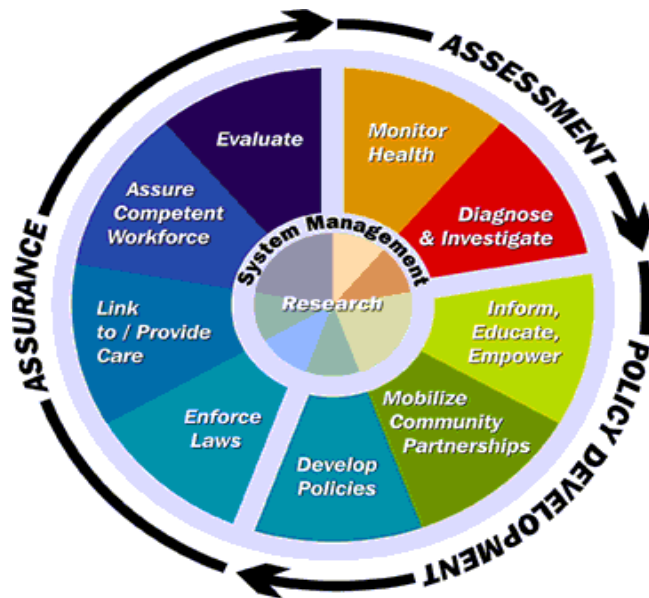 ASSESSMENT
Monitor
Health
Diagnose
& Investigate
POLICY DEVELOPMENT
Inform,
Educate,
Empower
Mobilize
Community
Partnerships
Develop
Policies
ASSURANCE
Enforce
Laws
Link
to / Provide
Care
Assure
Competent
Workforce
Evaluate
System Management
Research